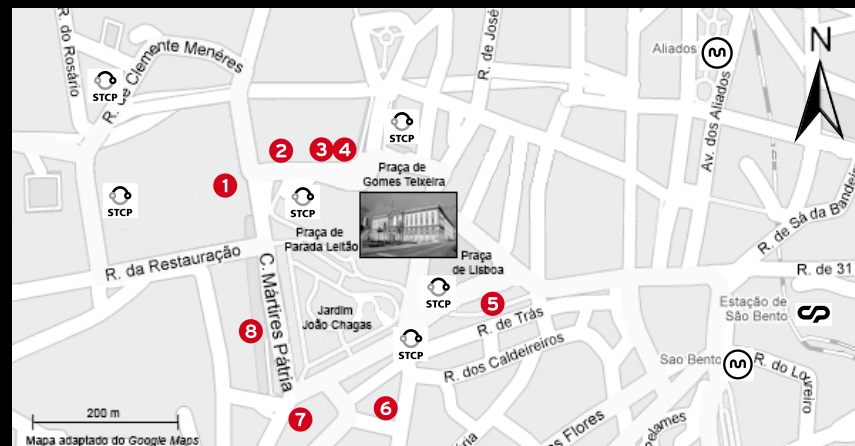 R. do Rosário
R. de Clemente Menéres
STCP
R. de José
Aliados
N
Av. dos Aliados
STCP
2
3
4
Praça de
Gomes Teixeira
1
STCP
STCP
Praça de
Parada Leitão
R. da Restauração
C. Mártires Pátria
Praça
de Lisboa
R. de Sá da Bandei
R. de 31
STCP
5
Estação de
São Bento
Jardim
João Chagas
R. de Trás
8
STCP
R. dos Caldeireiros
Sao Bento
R. do Loureiro
7
6
Flores
elames
ória
200 m
Mapa adaptado do Google Maps